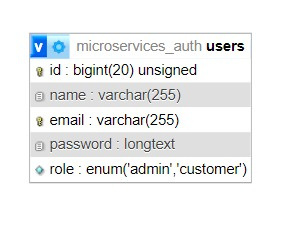 v microservices_auth users
id : bigint(20) unsigned
name : varchar(255)
email : varchar(255)
password : longtext
role : enum('admin','customer')